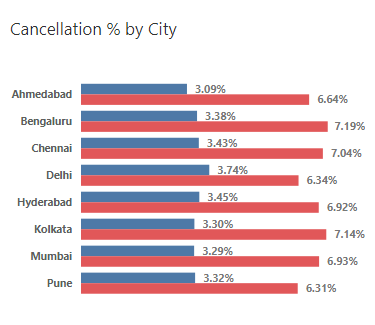 Cancellation % by City
Ahmedabad 3.09% 6.64%
Bengaluru 3.38% 7.19%
Chennai 3.43% 7.04%
Delhi 3.74% 6.34%
Hyderabad 3.45% 6.92%
Kolkata 3.30% 7.14%
Mumbai 3.29% 6.93%
Pune 3.32% 6.31%